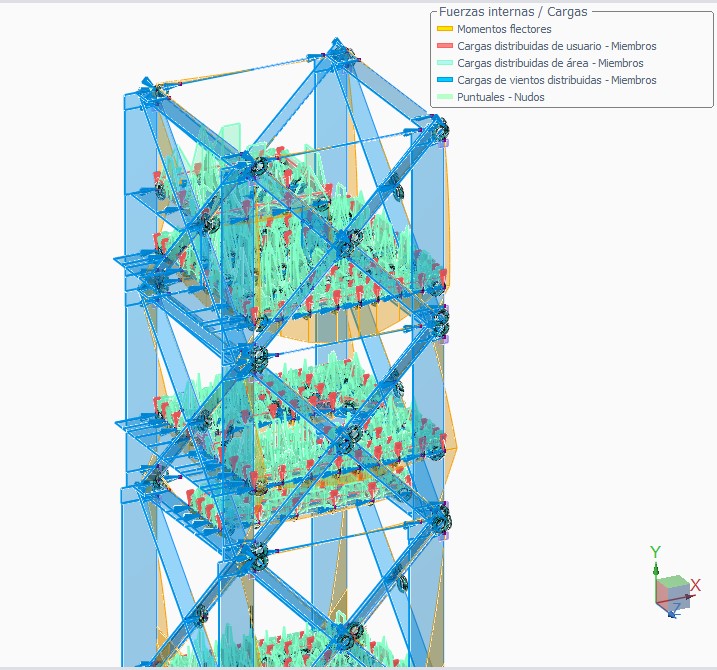 Fuerzas internas / Cargas
Momentos flectores
Cargas distribuidas de usuario - Miembros
Cargas distribuidas de área - Miembros
Cargas de vientos distribuidas - Miembros
Puntuales - Nudos
Y
X
Z